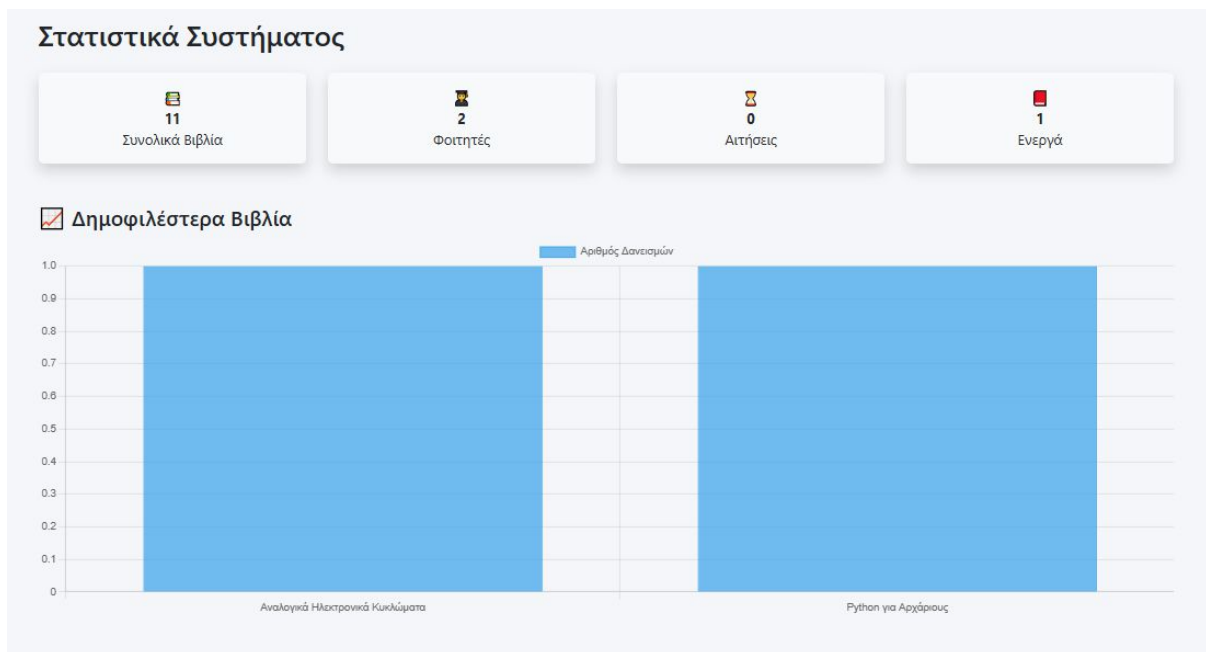 Στατιστικά Συστήματος
11
Συνολικά Βιβλία
2
Φοιτητές
0
Αιτήσεις
1
Ενεργά
Δημοφιλέστερα Βιβλία
Αριθμός Δανεισμών
1.0
0.9
0.8
0.7
0.6
0.5
0.4
0.3
0.2
0.1
0
Αναλογικά Ηλεκτρονικά Κυκλώματα
Python για Αρχάριους